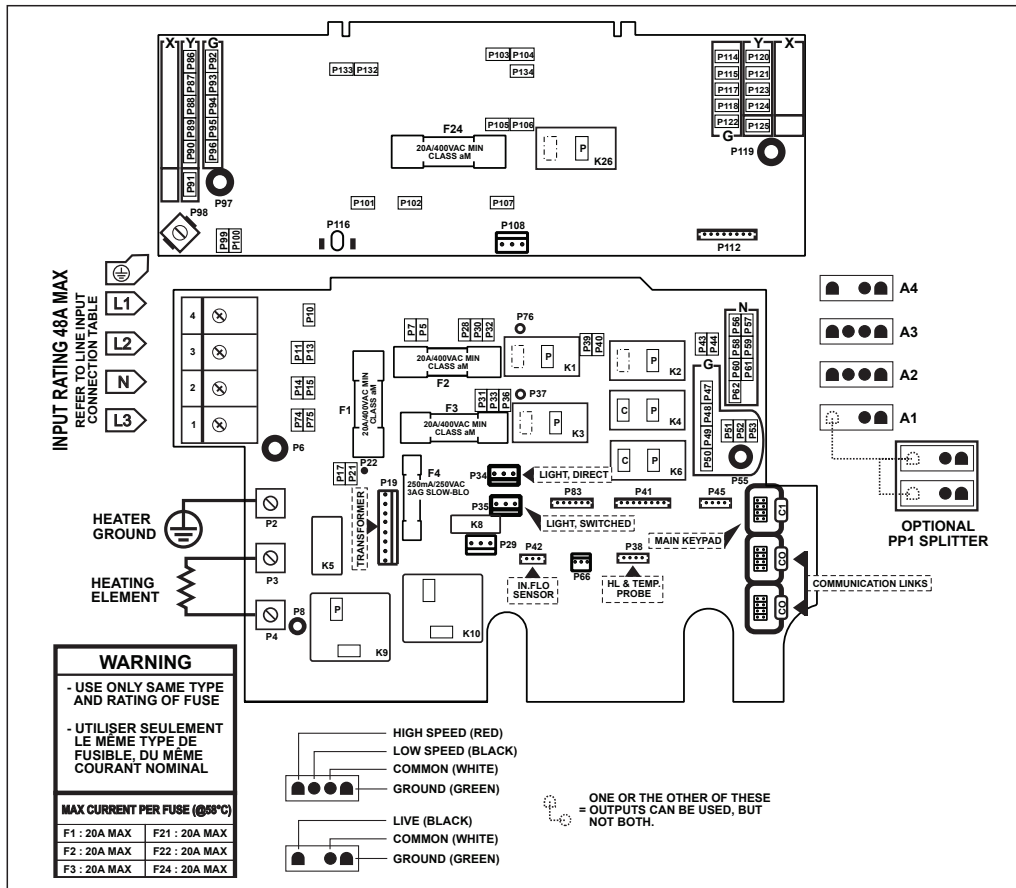 X Y G
P86
P87
P88
P89
P90
P91
P92
P93
P94
P95
P96
P97
P98
P99
P100
P133 P132
P103 P104
P134
P105 P106
F24
20A/400VAC MIN
CLASS aM
P
K26
P101
P102
P107
P116
P108
P112
Y X
P114 P120
P115 P121
P117 P123
P118 P124
P122 P125
G
P119
INPUT RATING 48A MAX
REFER TO LINE INPUT
CONNECTION TABLE
L1
L2
N
L3
4
3
2
1
P10
P11 P13
P14 P15
P74 P75
P6
P7 P5
P28 P30 P32
P76
20A/400VAC MIN
CLASS aM
F2
P
K1
P39 P40
F1
20A/400VAC MIN
CLASS aM
P31 P33 P36
P37
F3
20A/400VAC MIN
CLASS aM
P
K3
P
K2
C P
K4
C P
K6
P43 P44
G
P47
P48
P49
P50
P51 P52 P53
P55
N
P56 P57
P58 P59
P60 P61
P62
P17 P21
P22
P19
TRANSFORMER
F4
250mA/250VAC
3AG SLOW-BLO
P34
LIGHT, DIRECT
P35
LIGHT, SWITCHED
K8
P29
P83
P41
P45
MAIN KEYPAD
P42
IN.FLO
SENSOR
P66
P38
HL & TEMP.
PROBE
C1
CO
CO
COMMUNICATION LINKS
HEATER
GROUND
P2
HEATING
ELEMENT
P3
P4
P8
K5
P
K9
K10
A4
A3
A2
A1
OPTIONAL
PP1 SPLITTER
WARNING
- USE ONLY SAME TYPE
AND RATING OF FUSE
- UTILISER SEULEMENT
LE MÊME TYPE DE
FUSIBLE, DU MÊME
COURANT NOMINAL
MAX CURRENT PER FUSE (@58°C)
F1 : 20A MAX F21 : 20A MAX
F2 : 20A MAX F22 : 20A MAX
F3 : 20A MAX F24 : 20A MAX
HIGH SPEED (RED)
LOW SPEED (BLACK)
COMMON (WHITE)
GROUND (GREEN)
LIVE (BLACK)
COMMON (WHITE)
GROUND (GREEN)
ONE OR THE OTHER OF THESE
= OUTPUTS CAN BE USED, BUT
NOT BOTH.